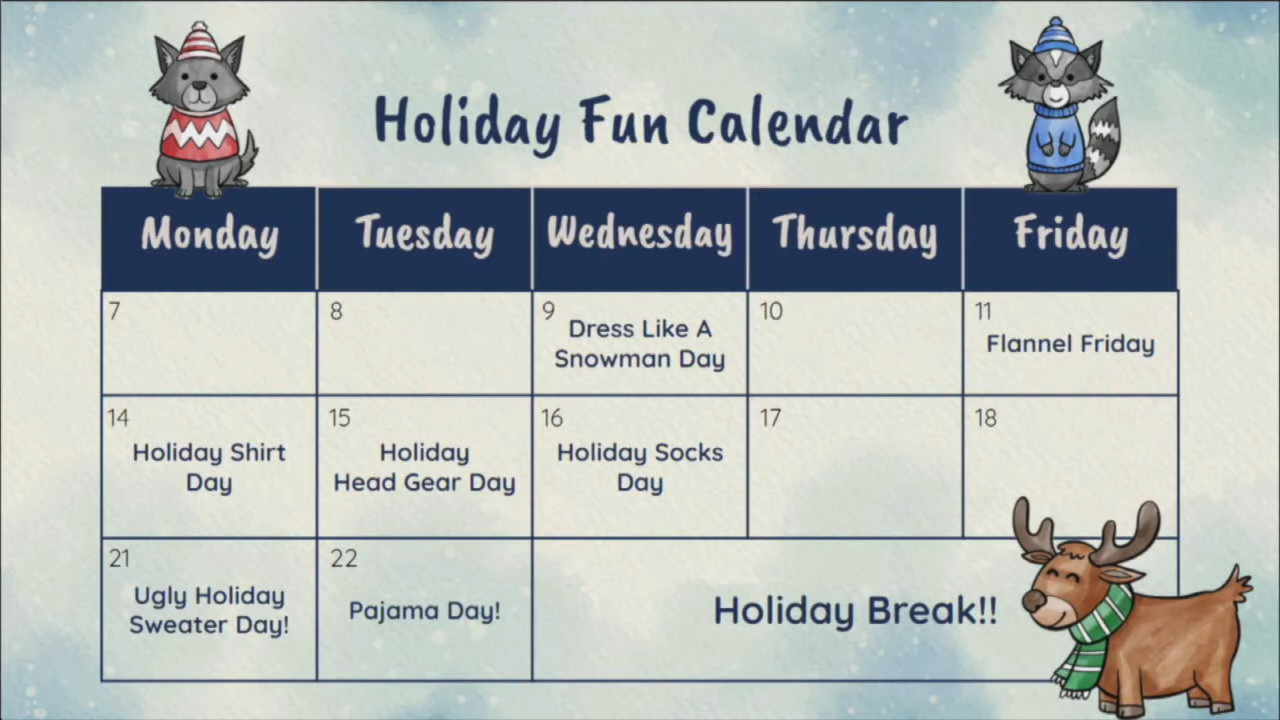 Holiday Fun Calendar
Monday Tuesday Wednesday Thursday Friday
7 8 9 10 11
Dress Like A
Snowman Day
Flannel Friday
14 15 16 17 18
Holiday Shirt
Day
Holiday
Head Gear Day
Holiday Socks
Day
21 22
Ugly Holiday
Sweater Day!
Pajama Day!
Holiday Break!!